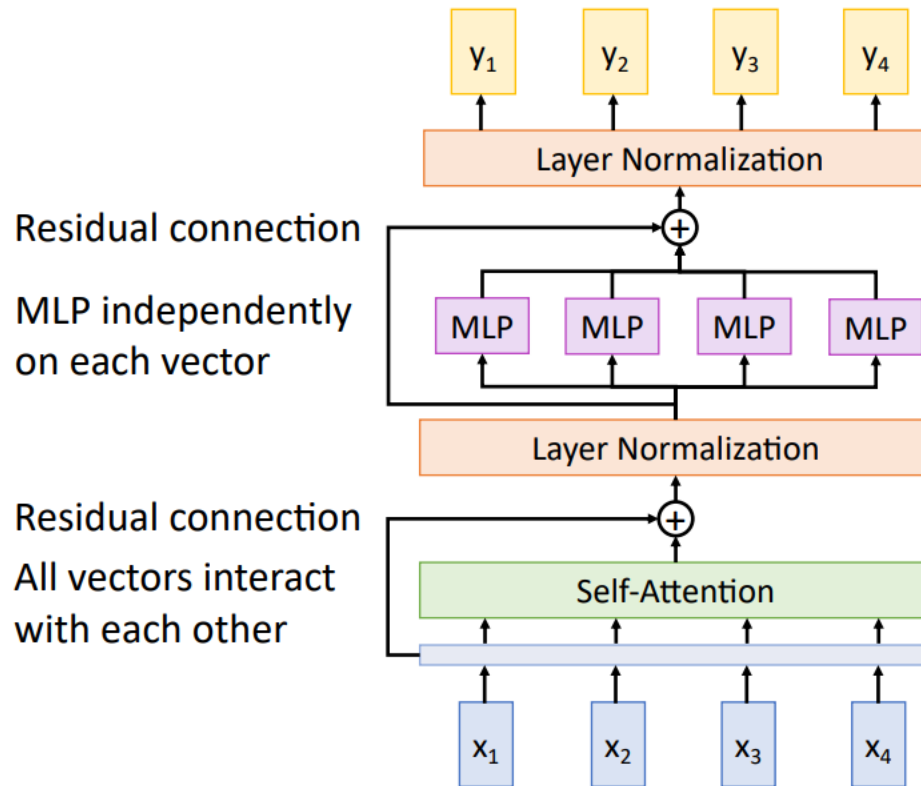 y₁ y₂ y₃ y₄
Layer Normalization
Residual connection
+
MLP independently
on each vector
MLP MLP MLP MLP
Layer Normalization
Residual connection
+
All vectors interact
with each other
Self-Attention
x₁ x₂ x₃ x₄